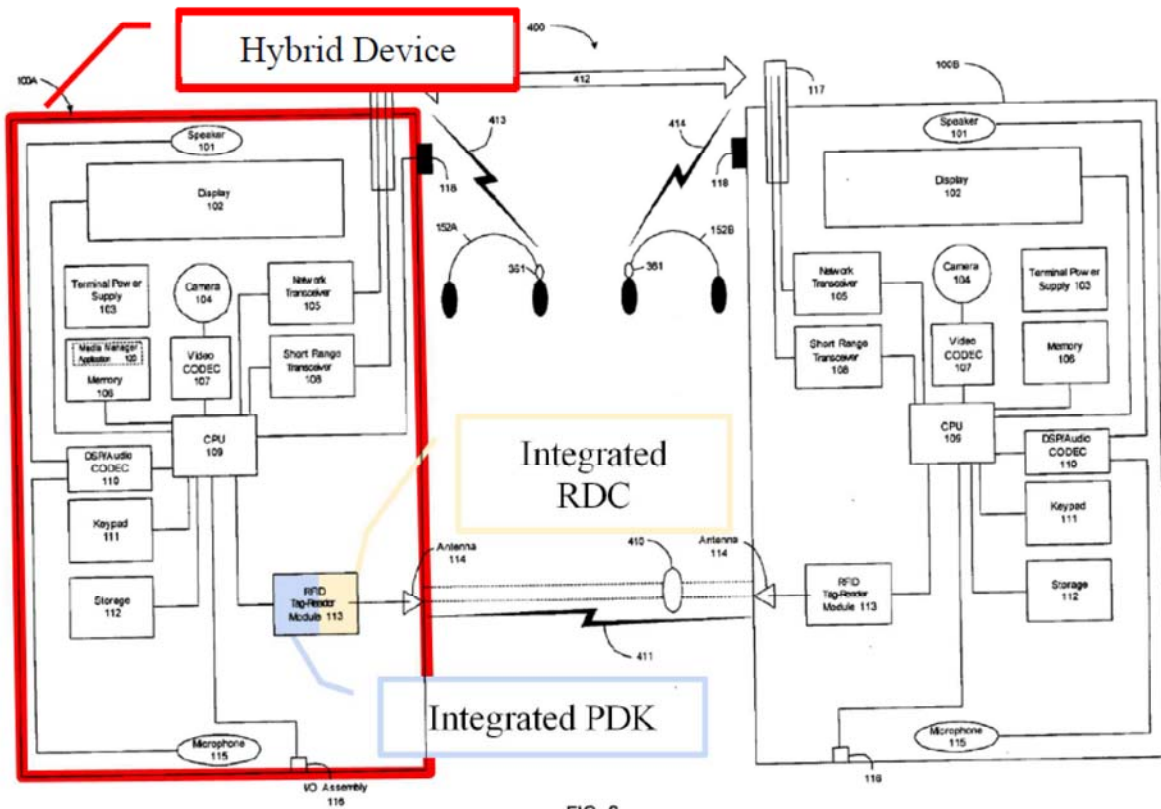 Hybrid Device
400
412
100A
117
100B
Speaker
101
413
414
Speaker
101
118
118
Display
102
Display
102
152A
152B
361
361
Terminal Power
Supply
103
Camera
104
Network
Transceiver
105
Network
Transceiver
105
Camera
104
Terminal Power
Supply 103
Media Manager
Application 120
Memory
106
Video
CODEC
107
Short Range
Transceiver
108
Short Range
Transceiver
108
Video
CODEC
107
Memory
106
CPU
109
CPU
109
DSP/Audio
CODEC
110
Integrated
RDC
DSP/Audio
CODEC
110
Keypad
111
Keypad
111
Antenna
114
410
Antenna
114
Storage
112
RFID
Tag-Reader
Module 113
RFID
Tag-Reader
Module 113
Storage
112
411
Integrated PDK
Microphone
115
Microphone
115
I/O Assembly
116
116